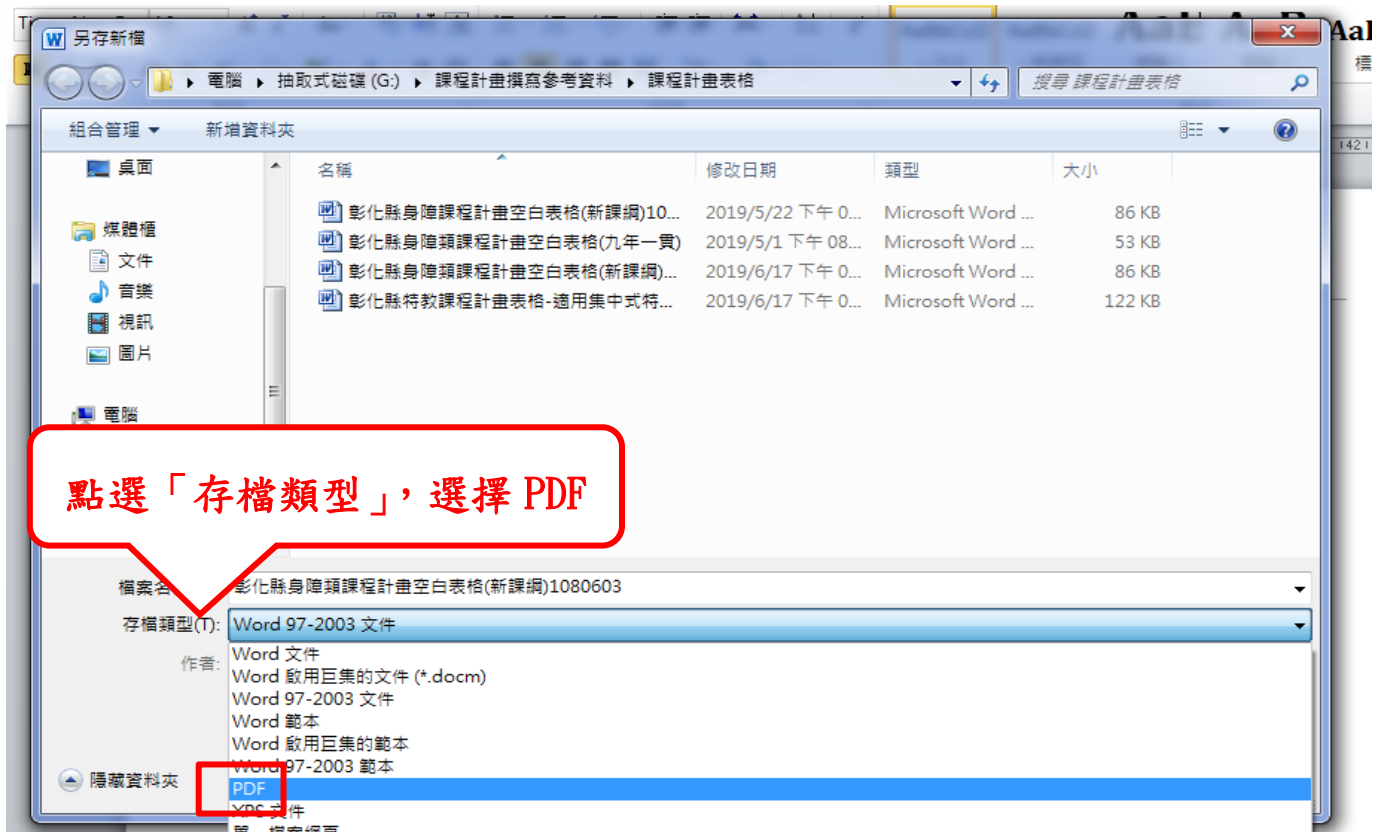 另存新檔
AaI
標
電腦 ▸ 抽取式磁碟 (G:) ▸ 課程計畫撰寫參考資料 ▸ 課程計畫表格
搜尋 課程計畫表格
組合管理 新增資料夾
桌面
名稱 修改日期 類型 大小
彰化縣身障課程計畫空白表格(新課綱)10... 2019/5/22 下午 0... Microsoft Word ... 86 KB
媒體櫃
彰化縣身障類課程計畫空白表格(九年一貫) 2019/5/1 下午 08... Microsoft Word ... 53 KB
文件
彰化縣身障類課程計畫空白表格(新課綱)... 2019/6/17 下午 0... Microsoft Word ... 86 KB
音樂
彰化縣特教課程計畫表格-適用集中式特... 2019/6/17 下午 0... Microsoft Word ... 122 KB
視訊
圖片
電腦
點選「存檔類型」，選擇 PDF
檔案名 彰化縣身障類課程計畫空白表格(新課綱)1080603
存檔類型(T): Word 97-2003 文件
作者:
Word 文件
Word 啟用巨集的文件 (*.docm)
Word 97-2003 文件
Word 範本
Word 啟用巨集的範本
Word 97-2003 範本
隱藏資料夾
PDF
XPS 文件